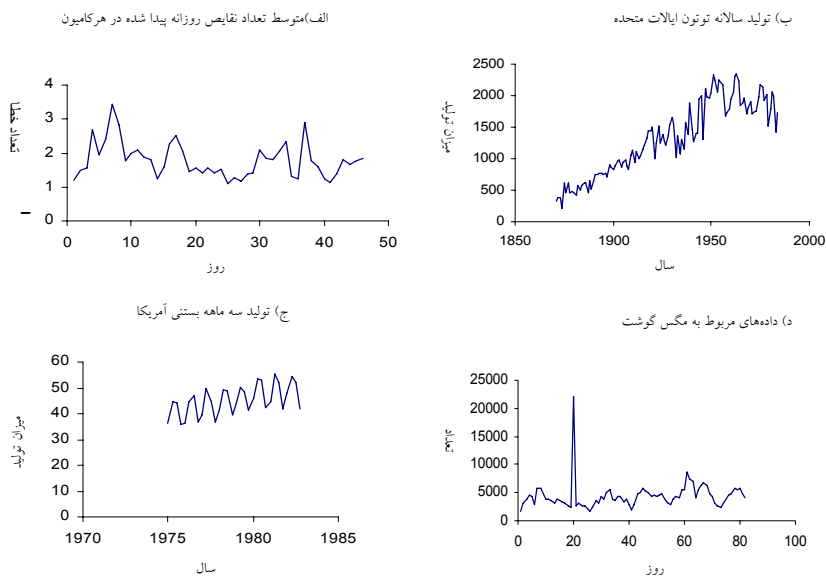 الف)متوسط تعداد نقایص روزانه پیدا شده در هرکامیون
تعداد خطا
4
3
2
1
0
0 10 20 30 40 50
روز
ب) تولید سالانه توتون ایالات متحده
میزان تولید
2500
2000
1500
1000
500
0
1850 1900 1950 2000
سال
ج) تولید سه ماهه بستنی آمریکا
میزان تولید
60
50
40
30
20
10
0
1970 1975 1980 1985
سال
د) داده‌های مربوط به مگس گوشت
تعداد
25000
20000
15000
10000
5000
0
0 20 40 60 80 100
روز